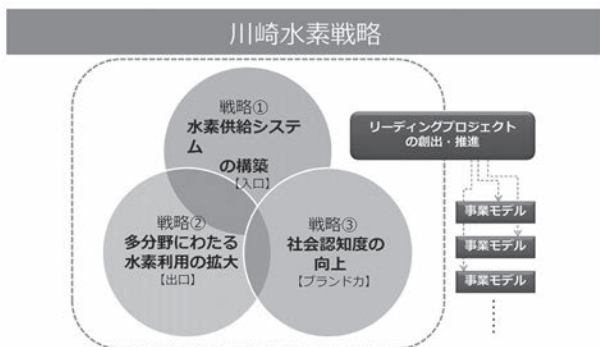 川崎水素戦略
戦略①
水素供給システ
ム
の構築
【入口】
戦略②
多分野にわたる
水素利用の拡大
【出口】
戦略③
社会認知度の
向上
【ブランド力】
リーディングプロジェクト
の創出・推進
事業モデル
事業モデル
事業モデル